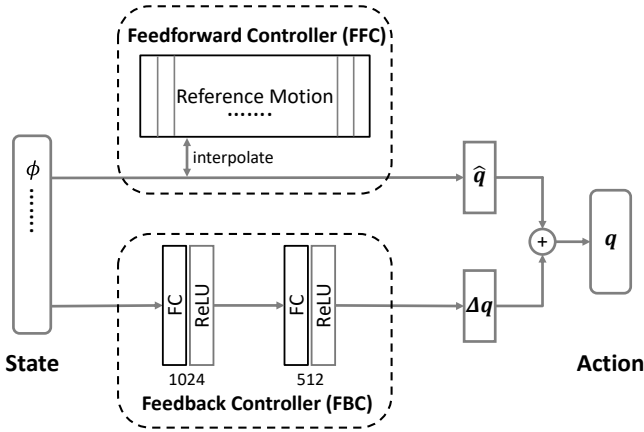 Feedforward Controller (FFC)
Reference Motion
.......
interpolate
ϕ
.......
q̂
+
q
FC
ReLU
FC
ReLU
Δq
1024
512
State
Action
Feedback Controller (FBC)